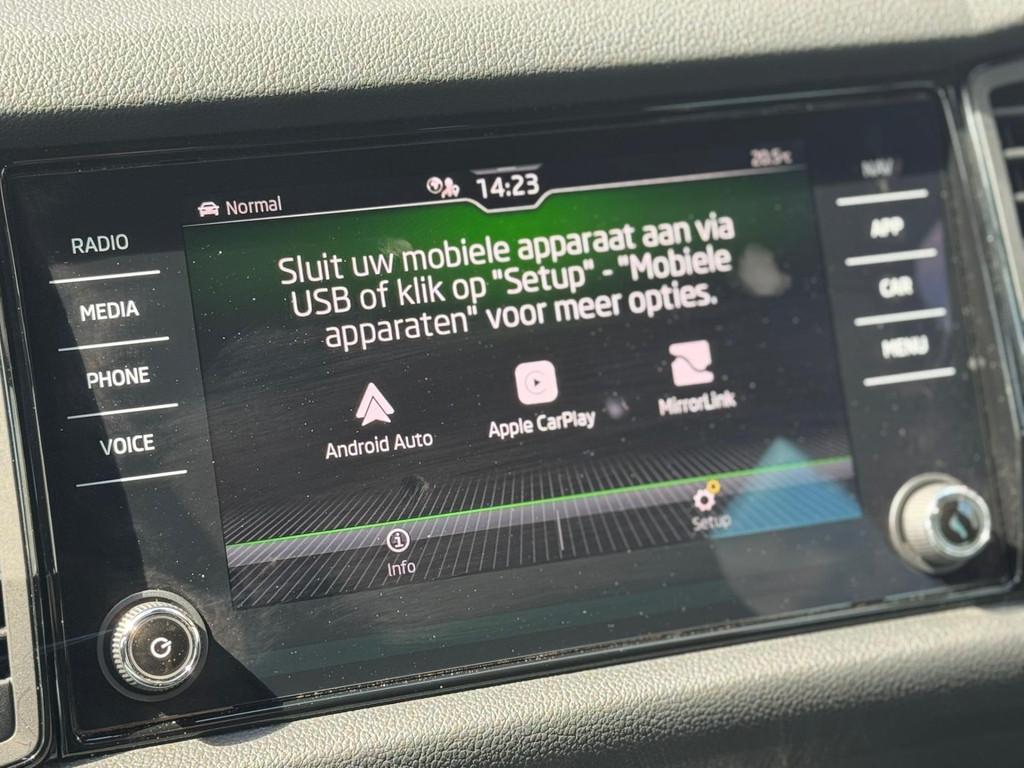 Normal
14:23
20.5°C
RADIO
MEDIA
PHONE
VOICE
Sluit uw mobiele apparaat aan via
USB of klik op "Setup" - "Mobiele
apparaten" voor meer opties.
Android Auto
Apple CarPlay
MirrorLink
Info
Setup
NAV
APP
CAR
MENU